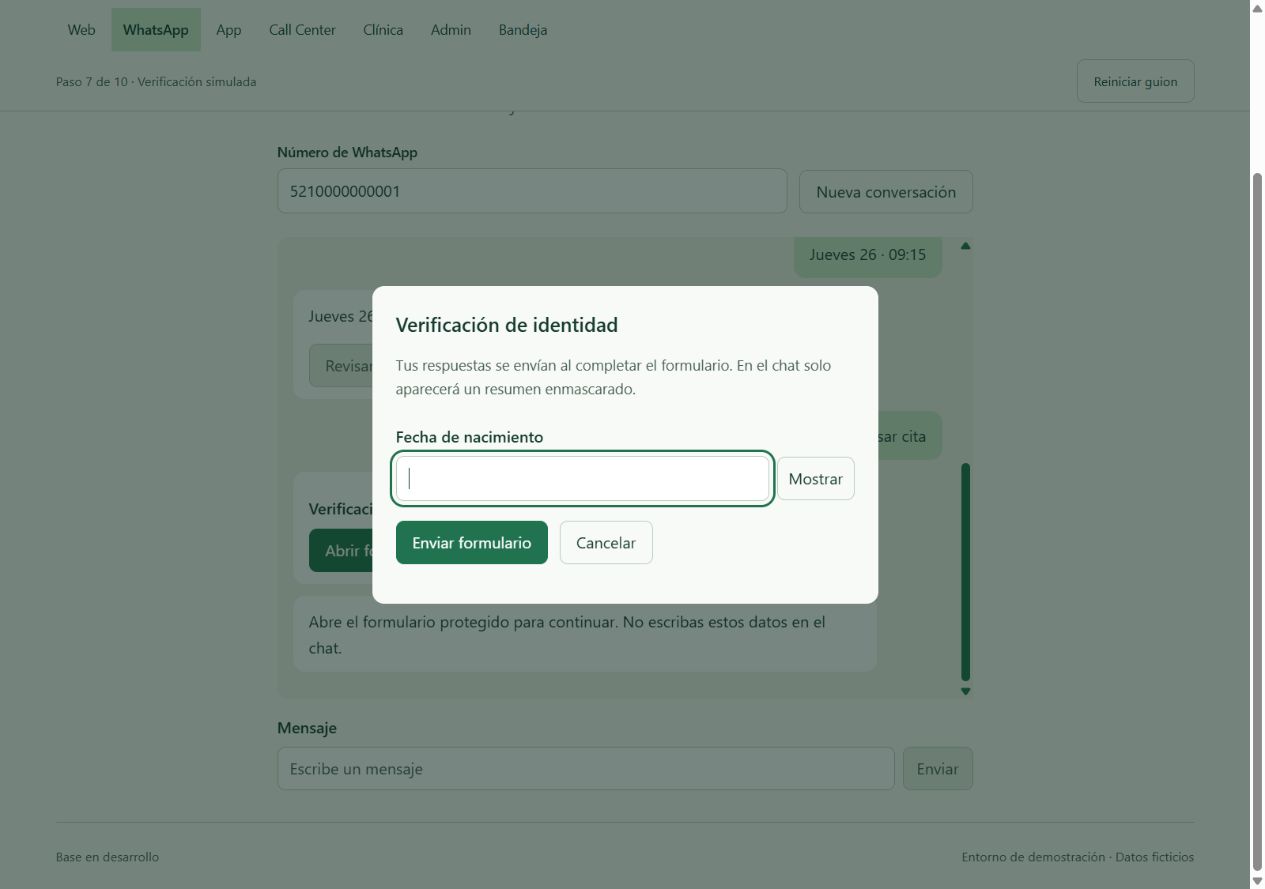 Web WhatsApp App Call Center Clínica Admin Bandeja
Paso 7 de 10 · Verificación simulada
Reiniciar guion
Número de WhatsApp
5210000000001
Nueva conversación
Jueves 26 · 09:15
Jueves 26
Verificación de identidad
Tus respuestas se envían al completar el formulario. En el chat solo
aparecerá un resumen enmascarado.
Fecha de nacimiento
Mostrar
Enviar formulario
Cancelar
cita
Abrir
Abre el formulario protegido para continuar. No escribas estos datos en el
chat.
Mensaje
Escribe un mensaje
Enviar
Base en desarrollo
Entorno de demostración · Datos ficticios